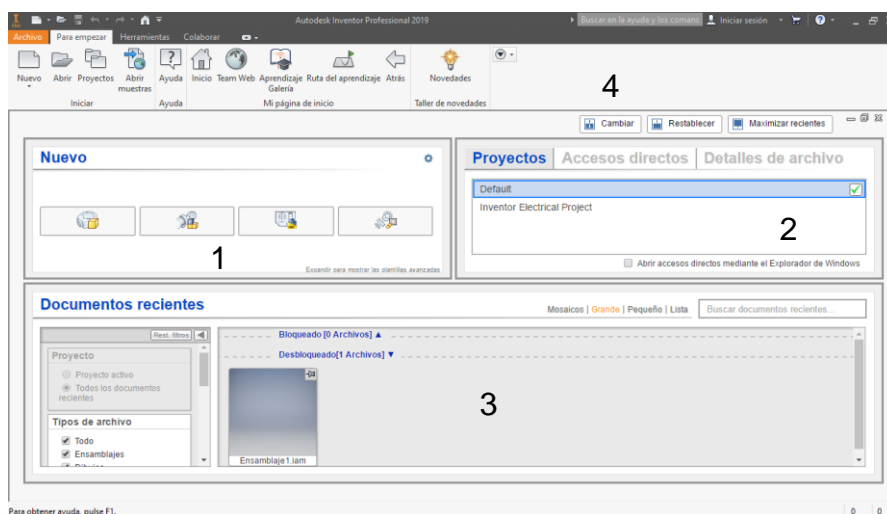 Autodesk Inventor Professional 2019
Buscar en la ayuda y los comand
Iniciar sesión
Archivo Para empezar Herramientas Colaborar
Nuevo Abrir Proyectos Abrir muestras Ayuda Inicio Team Web Aprendizaje Galería Ruta del aprendizaje Atrás Novedades
Iniciar Ayuda Mi página de inicio Taller de novedades
4
Cambiar Restablecer Maximizar recientes
Nuevo
1
Expandir para mostrar las plantillas avanzadas
Proyectos Accesos directos Detalles de archivo
Default
Inventor Electrical Project
2
Abrir accesos directos mediante el Explorador de Windows
Documentos recientes
Mosaicos | Grande | Pequeño | Lista Buscar documentos recientes...
Rest. filtros
Proyecto
Proyecto activo
Todos los documentos
recientes
Tipos de archivo
Todo
Ensamblajes
Dibujos
Bloqueado [0 Archivos] ▲
Desbloqueado[1 Archivos] ▼
3
Ensamblaje1.iam
Para obtener ayuda, pulse F1. 0 0